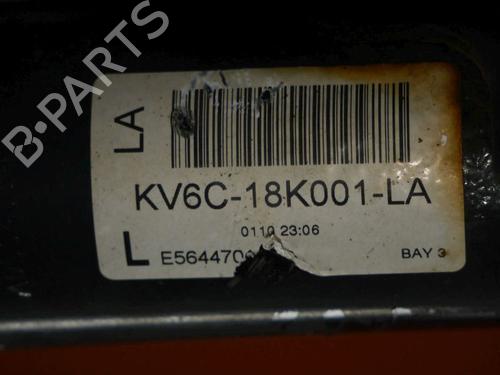 B-PARTS
LA
KV6C-18K001-LA
0110 23:06
L
BAY 3